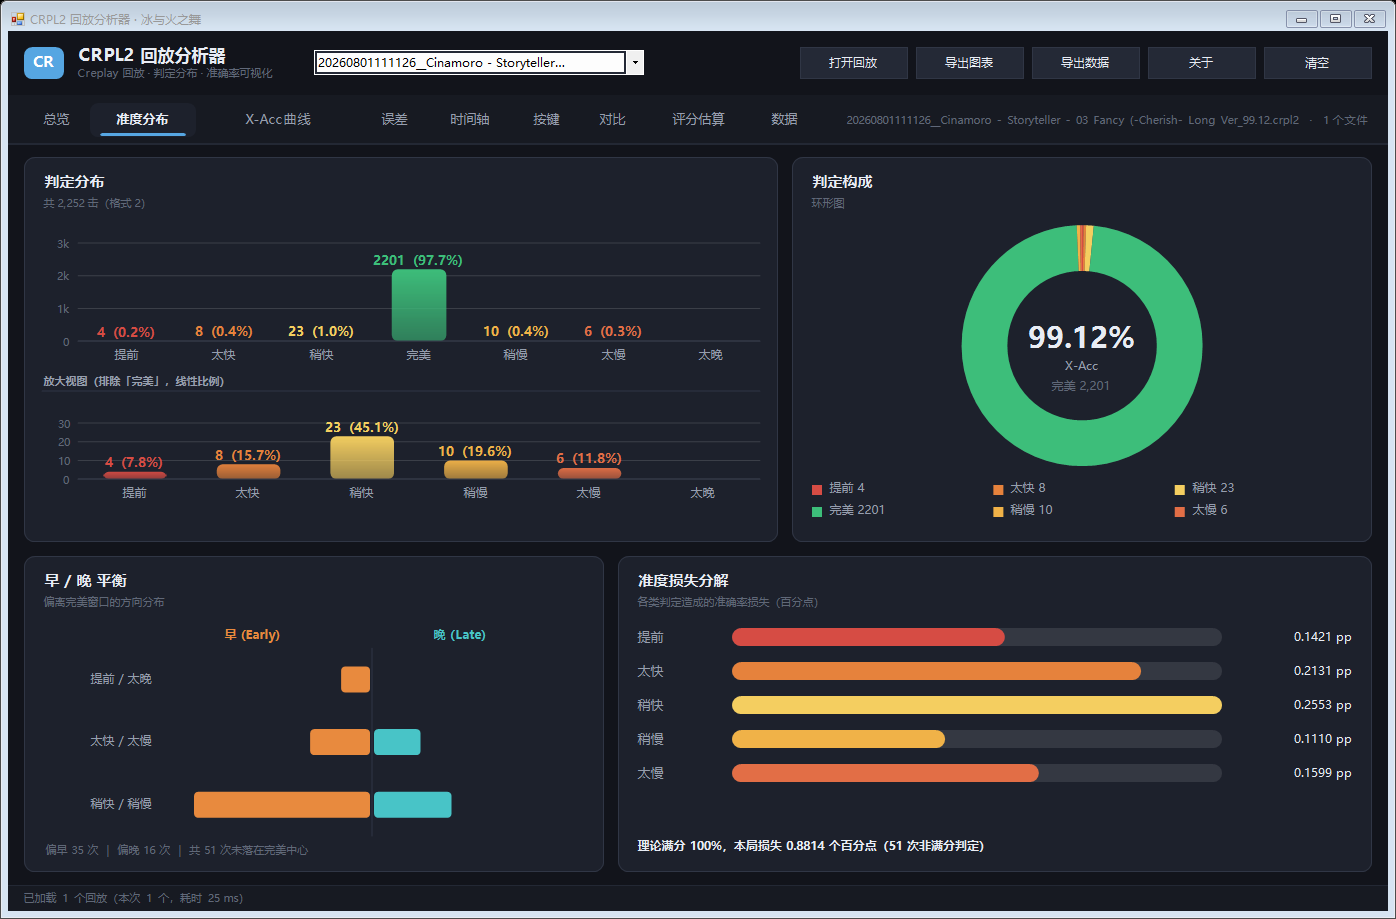 CRPL2 回放分析器 · 冰与火之舞
CR
CRPL2 回放分析器
Creplay 回放 · 判定分布 · 准确率可视化
20260801111126__Cinamoro - Storyteller...
打开回放
导出图表
导出数据
关于
清空
总览
准度分布
X-Acc曲线
误差
时间轴
按键
对比
评分估算
数据
20260801111126__Cinamoro - Storyteller - 03 Fancy (-Cherish- Long Ver_99.12.crpl2 · 1 个文件
判定分布
共 2,252 击 (格式 2)
3k
2k
1k
0
4 (0.2%)
8 (0.4%)
23 (1.0%)
2201 (97.7%)
10 (0.4%)
6 (0.3%)
提前
太快
稍快
完美
稍慢
太慢
太晚
放大视图 (排除「完美」, 线性比例)
30
20
10
0
4 (7.8%)
8 (15.7%)
23 (45.1%)
10 (19.6%)
6 (11.8%)
提前
太快
稍快
稍慢
太慢
太晚
判定构成
环形图
99.12%
X-Acc
完美 2,201
提前 4
太快 8
稍快 23
完美 2201
稍慢 10
太慢 6
早 / 晚 平衡
偏离完美窗口的方向分布
早 (Early)
晚 (Late)
提前 / 太晚
太快 / 太慢
稍快 / 稍慢
偏早 35 次 | 偏晚 16 次 | 共 51 次未落在完美中心
准度损失分解
各类判定造成的准确率损失 (百分点)
提前 0.1421 pp
太快 0.2131 pp
稍快 0.2553 pp
稍慢 0.1110 pp
太慢 0.1599 pp
理论满分 100%, 本局损失 0.8814 个百分点 (51 次非满分判定)
已加载 1 个回放 (本次 1 个, 耗时 25 ms)